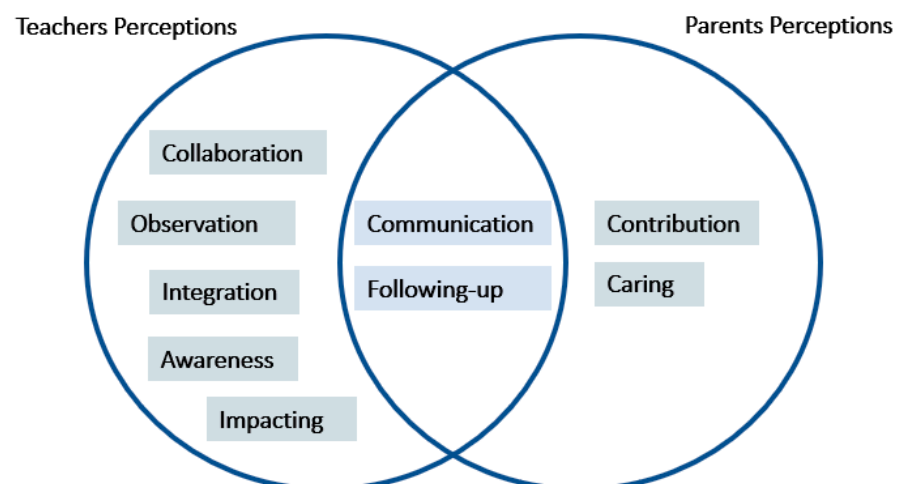 Teachers Perceptions
Parents Perceptions
Collaboration
Observation
Integration
Awareness
Impacting
Communication
Following-up
Contribution
Caring